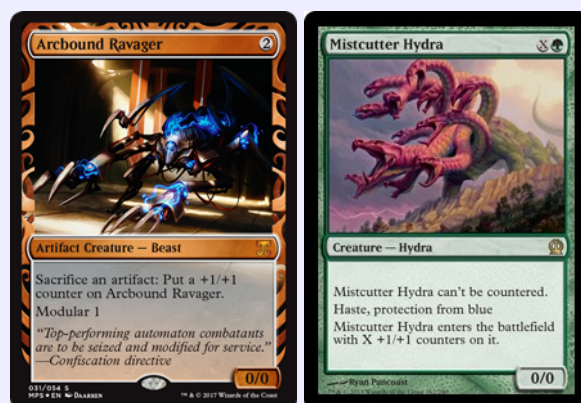 Arcbound Ravager 2
Artifact Creature — Beast
Sacrifice an artifact: Put a +1/+1
counter on Arcbound Ravager.
Modular 1
"Top-performing automaton combatants
are to be seized and modified for service."
—Confiscation directive
0/0
031/054 S
MPS ★ EN DAARKEN
™ & © 2017 Wizards of the Coast
Mistcutter Hydra X
Creature — Hydra
Mistcutter Hydra can't be countered.
Haste, protection from blue
Mistcutter Hydra enters the battlefield
with X +1/+1 counters on it.
Ryan Pancoast
0/0